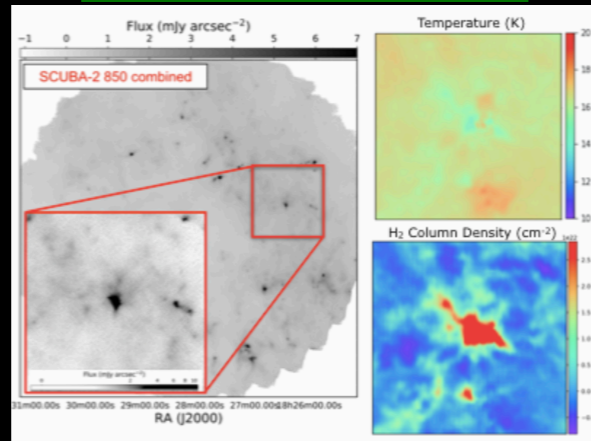 Flux (mJy arcsec⁻²)
−1 0 1 2 3 4 5 6 7
SCUBA-2 850 combined
Flux (mJy arcsec⁻²)
31m00.00s 30m00.00s 29m00.00s 28m00.00s 27m00.00s 18h26m00.00s
RA (J2000)
Temperature (K)
20
18
16
14
12
10
H₂ Column Density (cm⁻²)
1e22
2.5
2.0
1.5
1.0
0.5
0.0